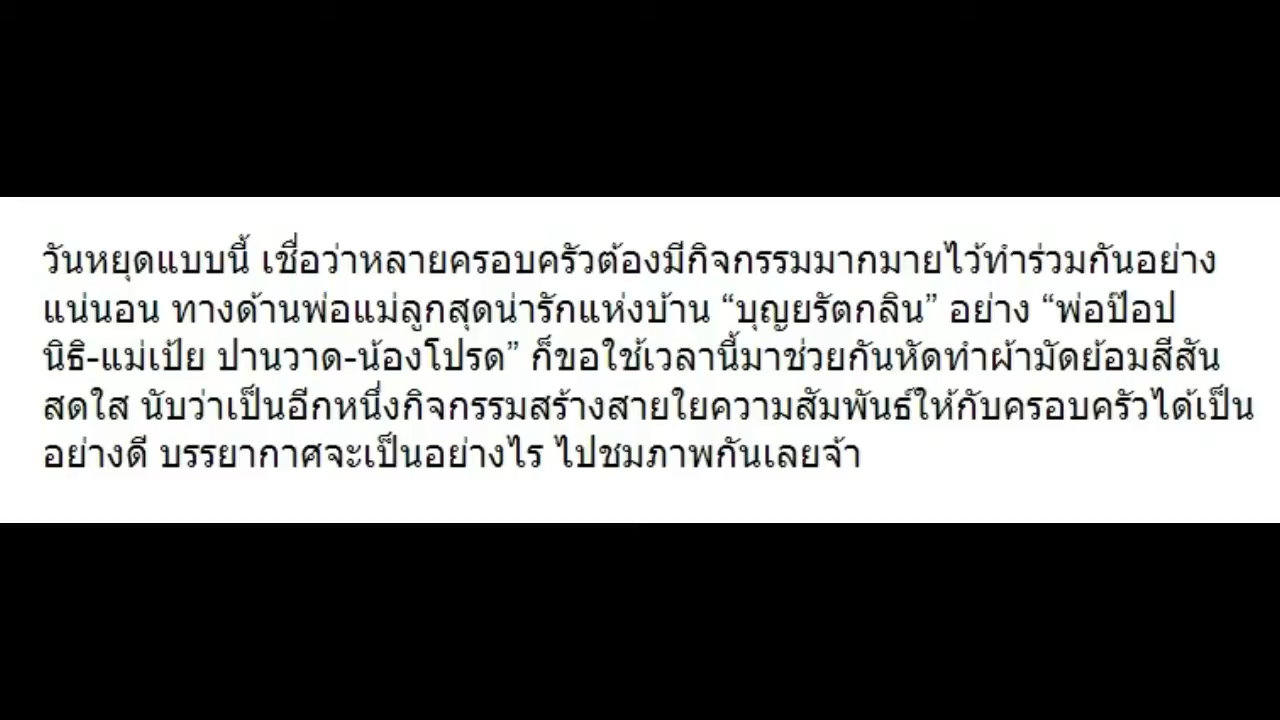 วันหยุดแบบนี้ เชื่อว่าหลายครอบครัวต้องมีกิจกรรมมากมายไว้ทำร่วมกันอย่าง
แน่นอน ทางด้านพ่อแม่ลูกสุดน่ารักแห่งบ้าน “บุญยรัตกลิน” อย่าง “พ่อป๊อป
นิธิ-แม่เป้ย ปานวาด-น้องโปรด” ก็ขอใช้เวลานี้มาช่วยกันหัดทำผ้ามัดย้อมสีสัน
สดใส นับว่าเป็นอีกหนึ่งกิจกรรมสร้างสายใยความสัมพันธ์ให้กับครอบครัวได้เป็น
อย่างดี บรรยากาศจะเป็นอย่างไร ไปชมภาพกันเลยจ้า